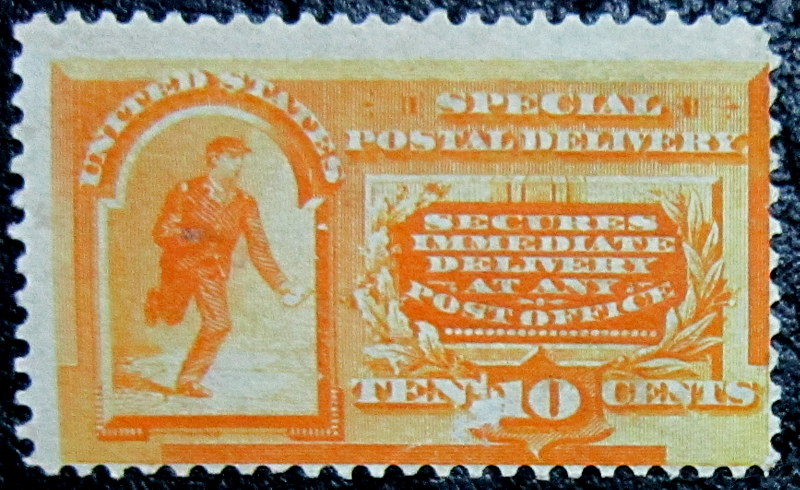 UNITED STATES
SPECIAL
POSTAL DELIVERY
SECURES
IMMEDIATE
DELIVERY
AT ANY
POST OFFICE
TEN 10 CENTS